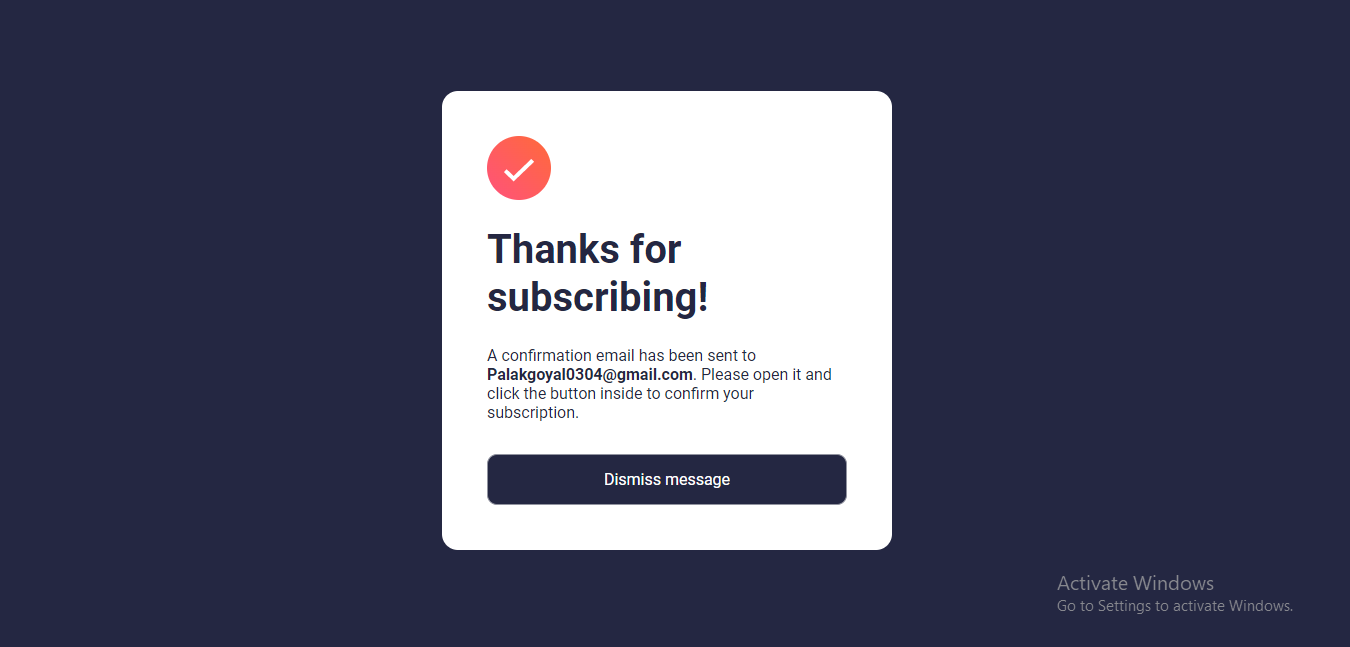 Thanks for
subscribing!
A confirmation email has been sent to
Palakgoyal0304@gmail.com. Please open it and
click the button inside to confirm your
subscription.
Dismiss message
Activate Windows
Go to Settings to activate Windows.